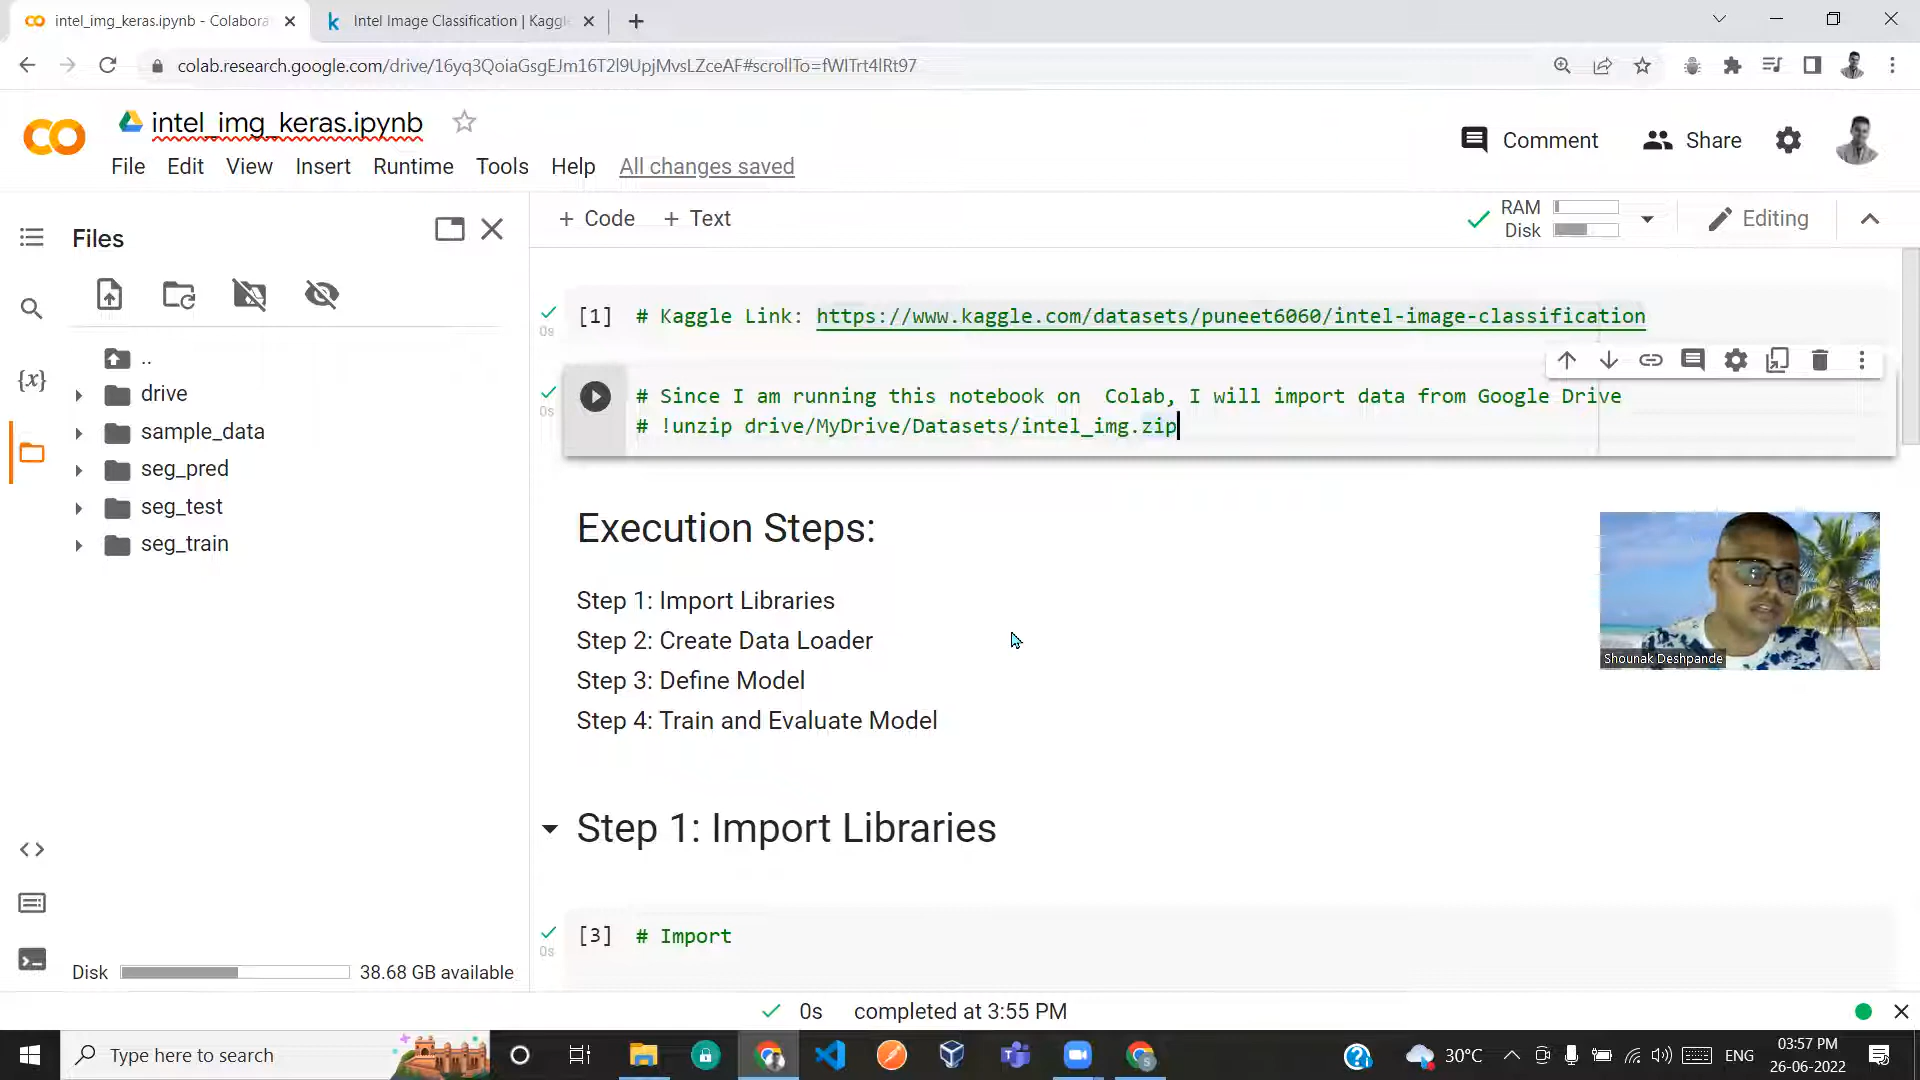 intel_img_keras.ipynb - Colabora
Intel Image Classification | Kaggl
colab.research.google.com/drive/16yq3QoiaGsgEJm16T2l9UpjMvsLZceAF#scrollTo=fWlTrt4lRt97
intel_img_keras.ipynb
Comment
Share
File Edit View Insert Runtime Tools Help All changes saved
Files
+ Code + Text
RAM
Disk
Editing
..
drive
sample_data
seg_pred
seg_test
seg_train
{x}
[1] # Kaggle Link: https://www.kaggle.com/datasets/puneet6060/intel-image-classification
0s
# Since I am running this notebook on  Colab, I will import data from Google Drive
0s
# !unzip drive/MyDrive/Datasets/intel_img.zip
Execution Steps:
Step 1: Import Libraries
Step 2: Create Data Loader
Step 3: Define Model
Step 4: Train and Evaluate Model
Shounak Deshpande
Step 1: Import Libraries
[3] # Import
0s
Disk 38.68 GB available
0s completed at 3:55 PM
Type here to search
30°C
ENG
03:57 PM
26-06-2022